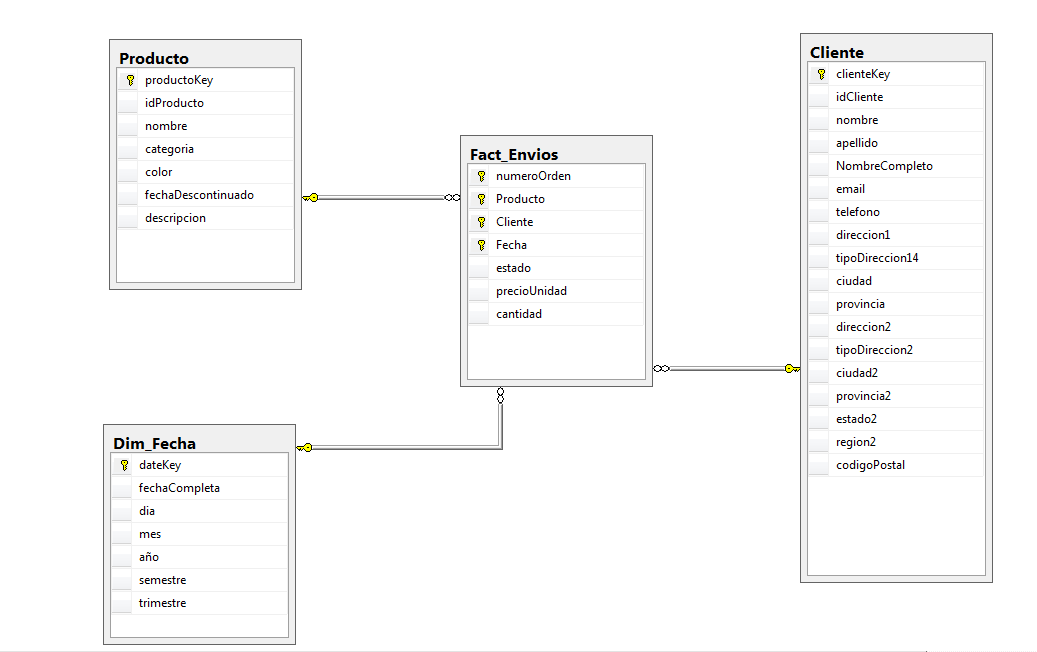 Producto
productoKey
idProducto
nombre
categoria
color
fechaDescontinuado
descripcion
Fact_Envios
numeroOrden
Producto
Cliente
Fecha
estado
precioUnidad
cantidad
Cliente
clienteKey
idCliente
nombre
apellido
NombreCompleto
email
telefono
direccion1
tipoDireccion14
ciudad
provincia
direccion2
tipoDireccion2
ciudad2
provincia2
estado2
region2
codigoPostal
Dim_Fecha
dateKey
fechaCompleta
dia
mes
año
semestre
trimestre